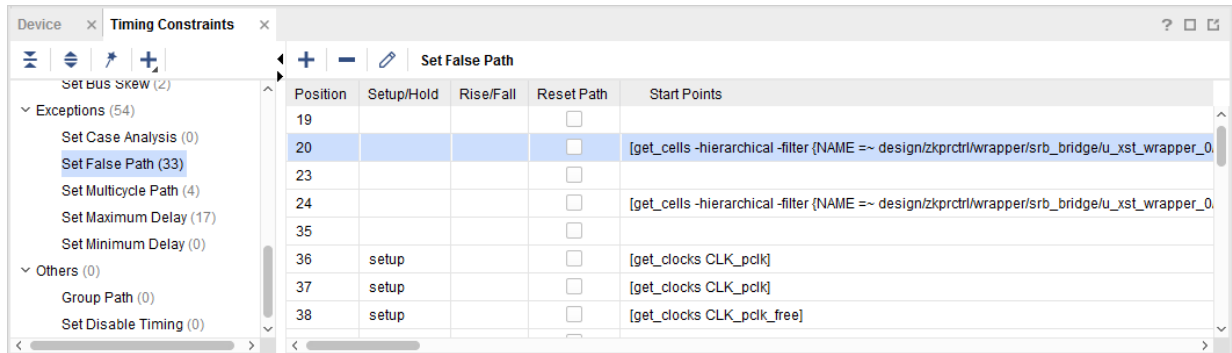 Device × Timing Constraints × ?
Set False Path
Set Bus Skew (2)
Exceptions (54)
Set Case Analysis (0)
Set False Path (33)
Set Multicycle Path (4)
Set Maximum Delay (17)
Set Minimum Delay (0)
Others (0)
Group Path (0)
Set Disable Timing (0)
Position Setup/Hold Rise/Fall Reset Path Start Points
19
20 [get_cells -hierarchical -filter {NAME =~ design/zkprctrl/wrapper/srb_bridge/u_xst_wrapper_0.
23
24 [get_cells -hierarchical -filter {NAME =~ design/zkprctrl/wrapper/srb_bridge/u_xst_wrapper_0.
35
36 setup [get_clocks CLK_pclk]
37 setup [get_clocks CLK_pclk]
38 setup [get_clocks CLK_pclk_free]